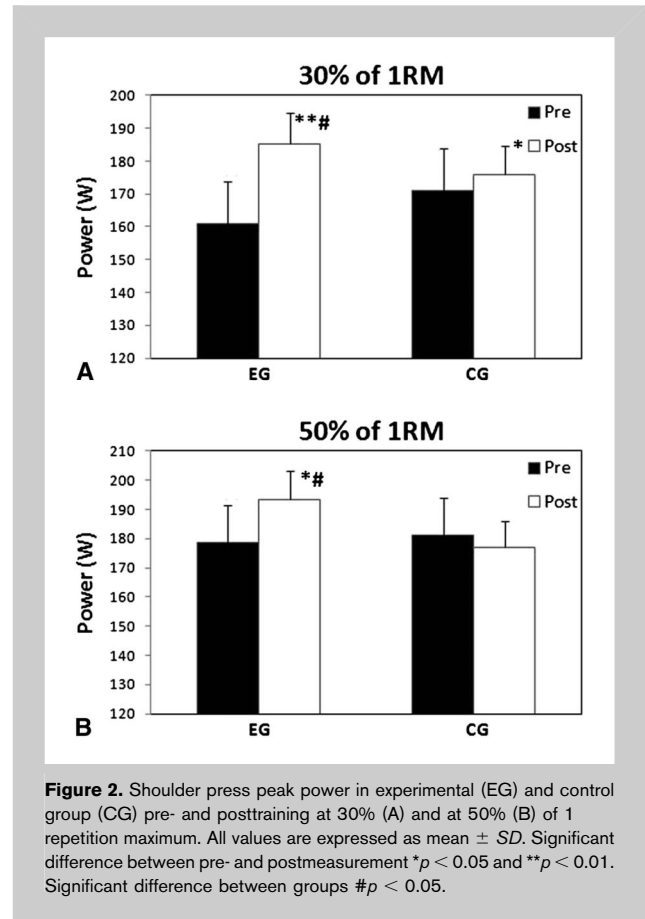 30% of 1RM
200
190
180
170
160
150
140
130
120
Power (W)
**#
*
Pre
Post
EG
CG
A
50% of 1RM
210
200
190
180
170
160
150
140
130
120
Power (W)
*#
Pre
Post
EG
CG
B
Figure 2. Shoulder press peak power in experimental (EG) and control
group (CG) pre- and posttraining at 30% (A) and at 50% (B) of 1
repetition maximum. All values are expressed as mean ± SD. Significant
difference between pre- and postmeasurement *p < 0.05 and **p < 0.01.
Significant difference between groups #p < 0.05.